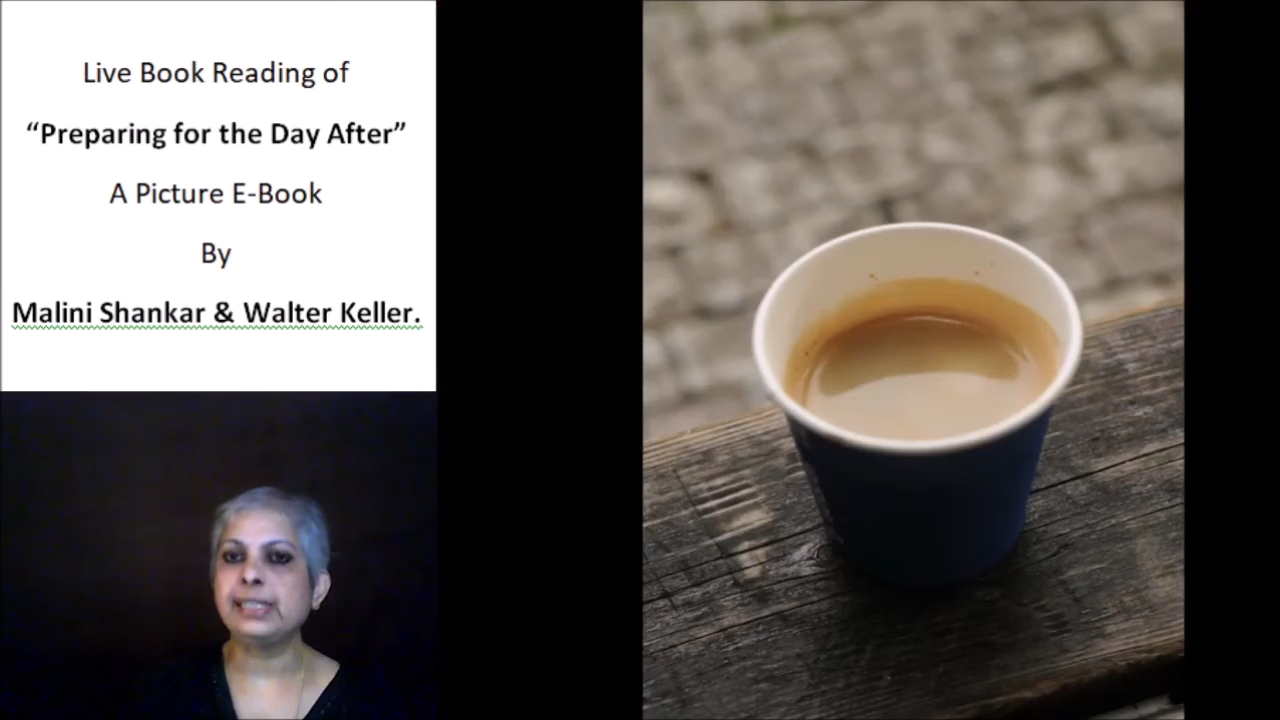 Live Book Reading of
“Preparing for the Day After”
A Picture E-Book
By
Malini Shankar & Walter Keller.